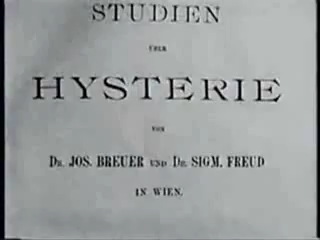 STUDIEN
ÜBER
HYSTERIE
VON
DR. JOS. BREUER UND DR. SIGM. FREUD
IN WIEN.